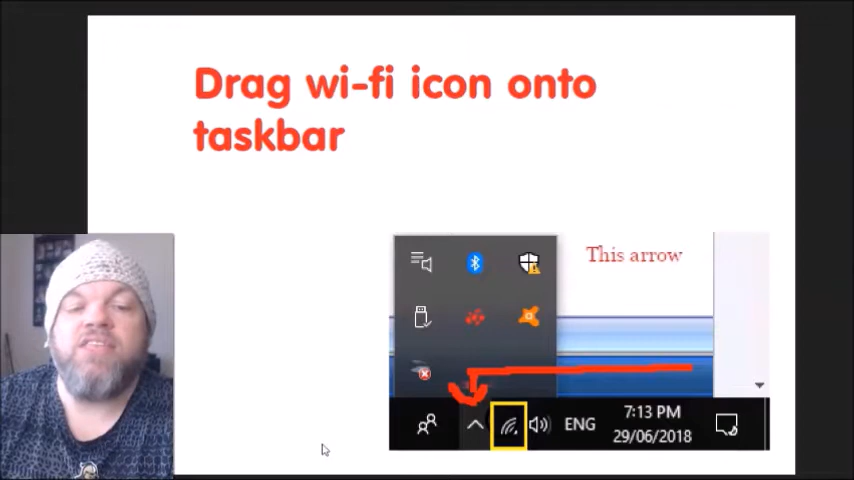 Drag wi-fi icon onto
taskbar
This arrow
ENG
7:13 PM
29/06/2018